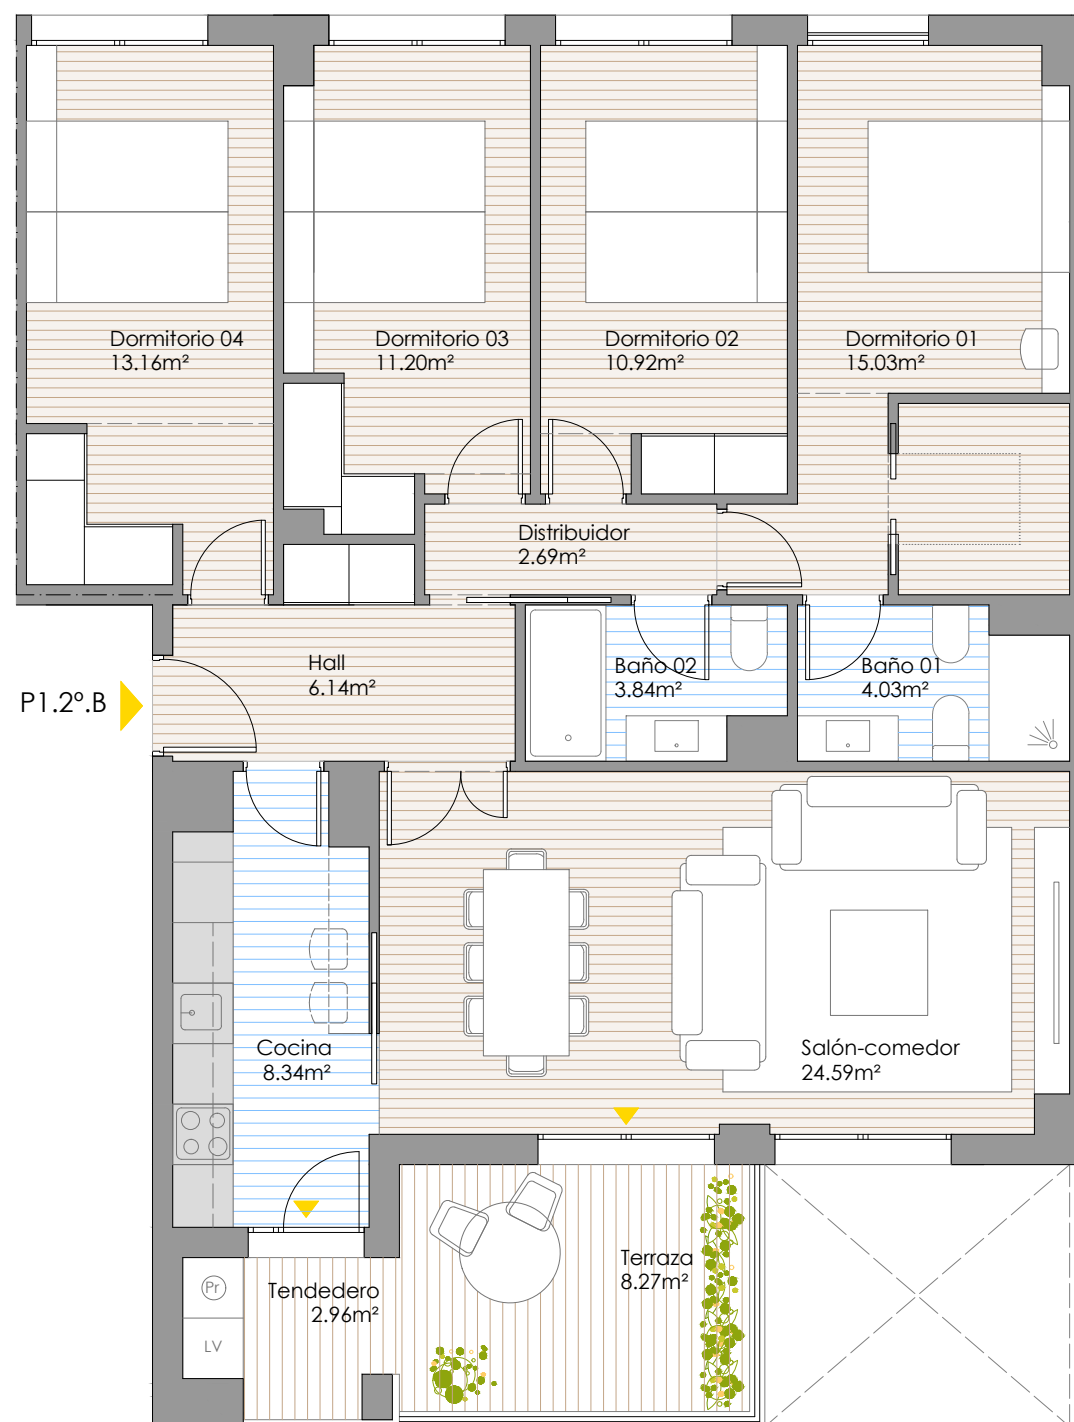 Dormitorio 04
13.16m²
Dormitorio 03
11.20m²
Dormitorio 02
10.92m²
Dormitorio 01
15.03m²
Distribuidor
2.69m²
Hall
6.14m²
Baño 02
3.84m²
Baño 01
4.03m²
P1.2º.B
Cocina
8.34m²
Salón-comedor
24.59m²
Terraza
8.27m²
Tendedero
2.96m²
Pr
LV